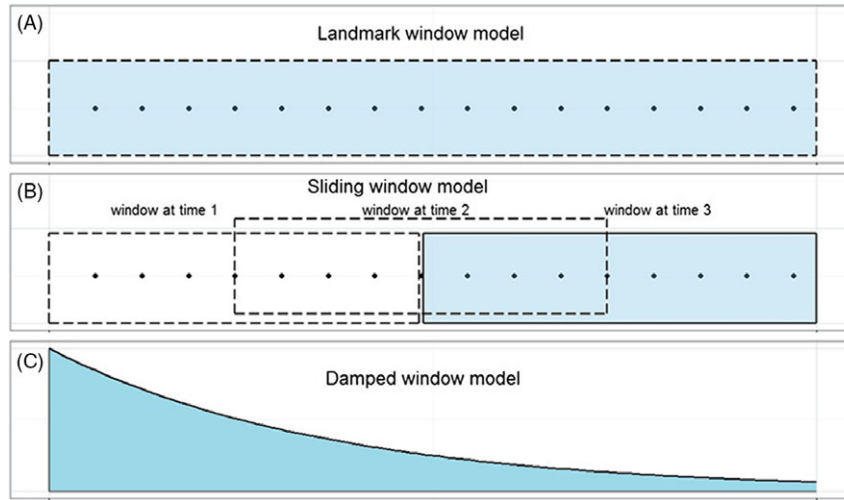 (A)
Landmark window model
(B)
Sliding window model
window at time 1
window at time 2
window at time 3
(C)
Damped window model